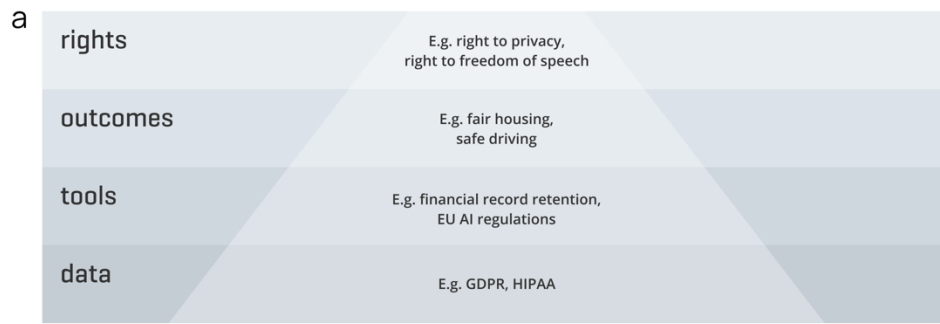 a
rights
E.g. right to privacy,
right to freedom of speech
outcomes
E.g. fair housing,
safe driving
tools
E.g. financial record retention,
EU AI regulations
data
E.g. GDPR, HIPAA